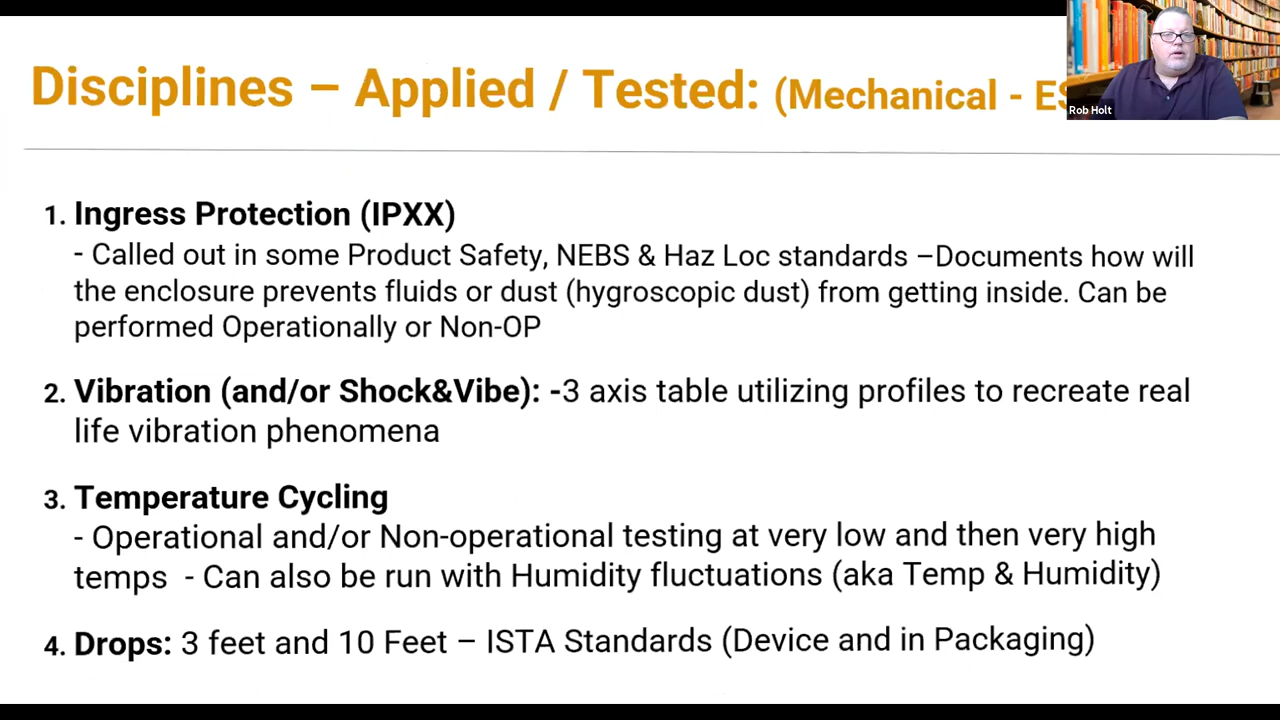 Disciplines – Applied / Tested: (Mechanical - ES
Rob Holt
1. Ingress Protection (IPXX)
- Called out in some Product Safety, NEBS & Haz Loc standards –Documents how will
the enclosure prevents fluids or dust (hygroscopic dust) from getting inside. Can be
performed Operationally or Non-OP
2. Vibration (and/or Shock&Vibe): -3 axis table utilizing profiles to recreate real
life vibration phenomena
3. Temperature Cycling
- Operational and/or Non-operational testing at very low and then very high
temps - Can also be run with Humidity fluctuations (aka Temp & Humidity)
4. Drops: 3 feet and 10 Feet – ISTA Standards (Device and in Packaging)